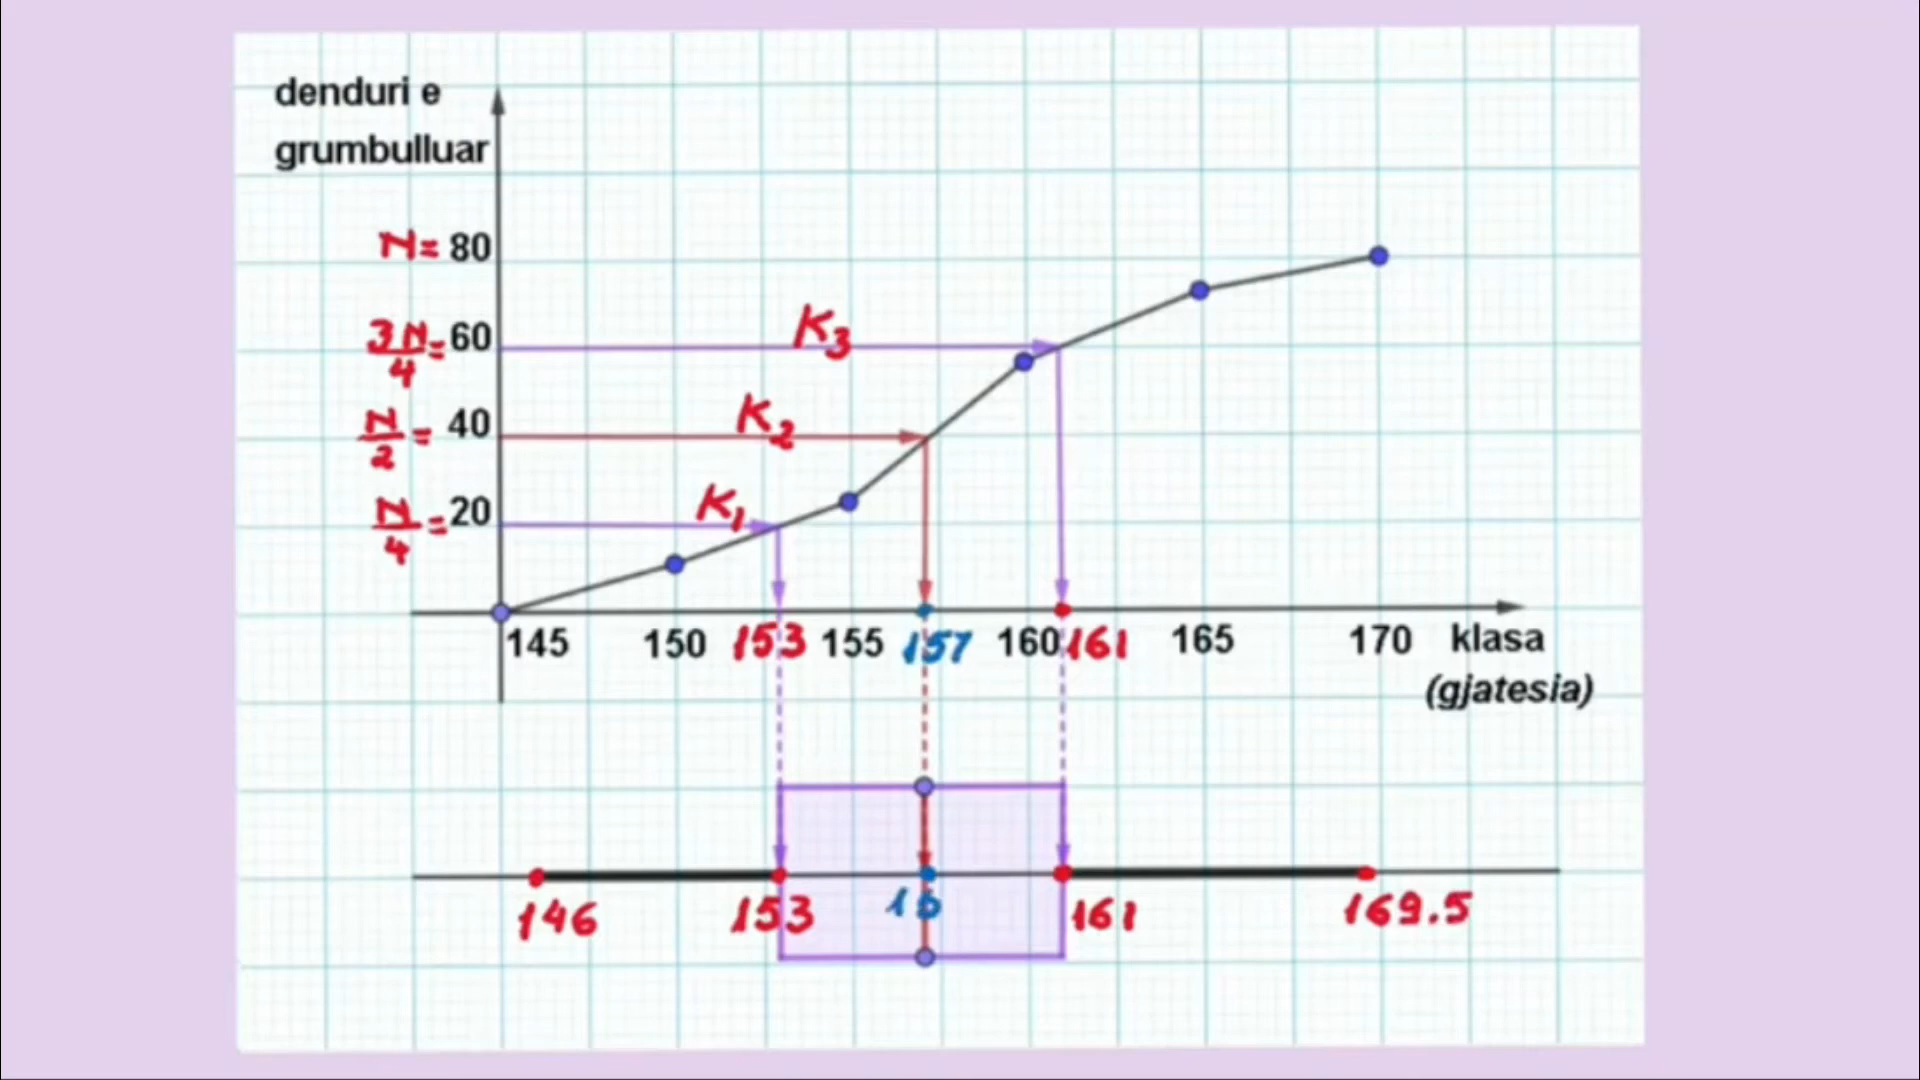 denduri e
grumbulluar
N= 80
3N/4= 60
K3
N/2= 40
K2
N/4= 20
K1
145 150 153 155 157 160 161 165 170 klasa
(gjatesia)
146 153 15 161 169.5